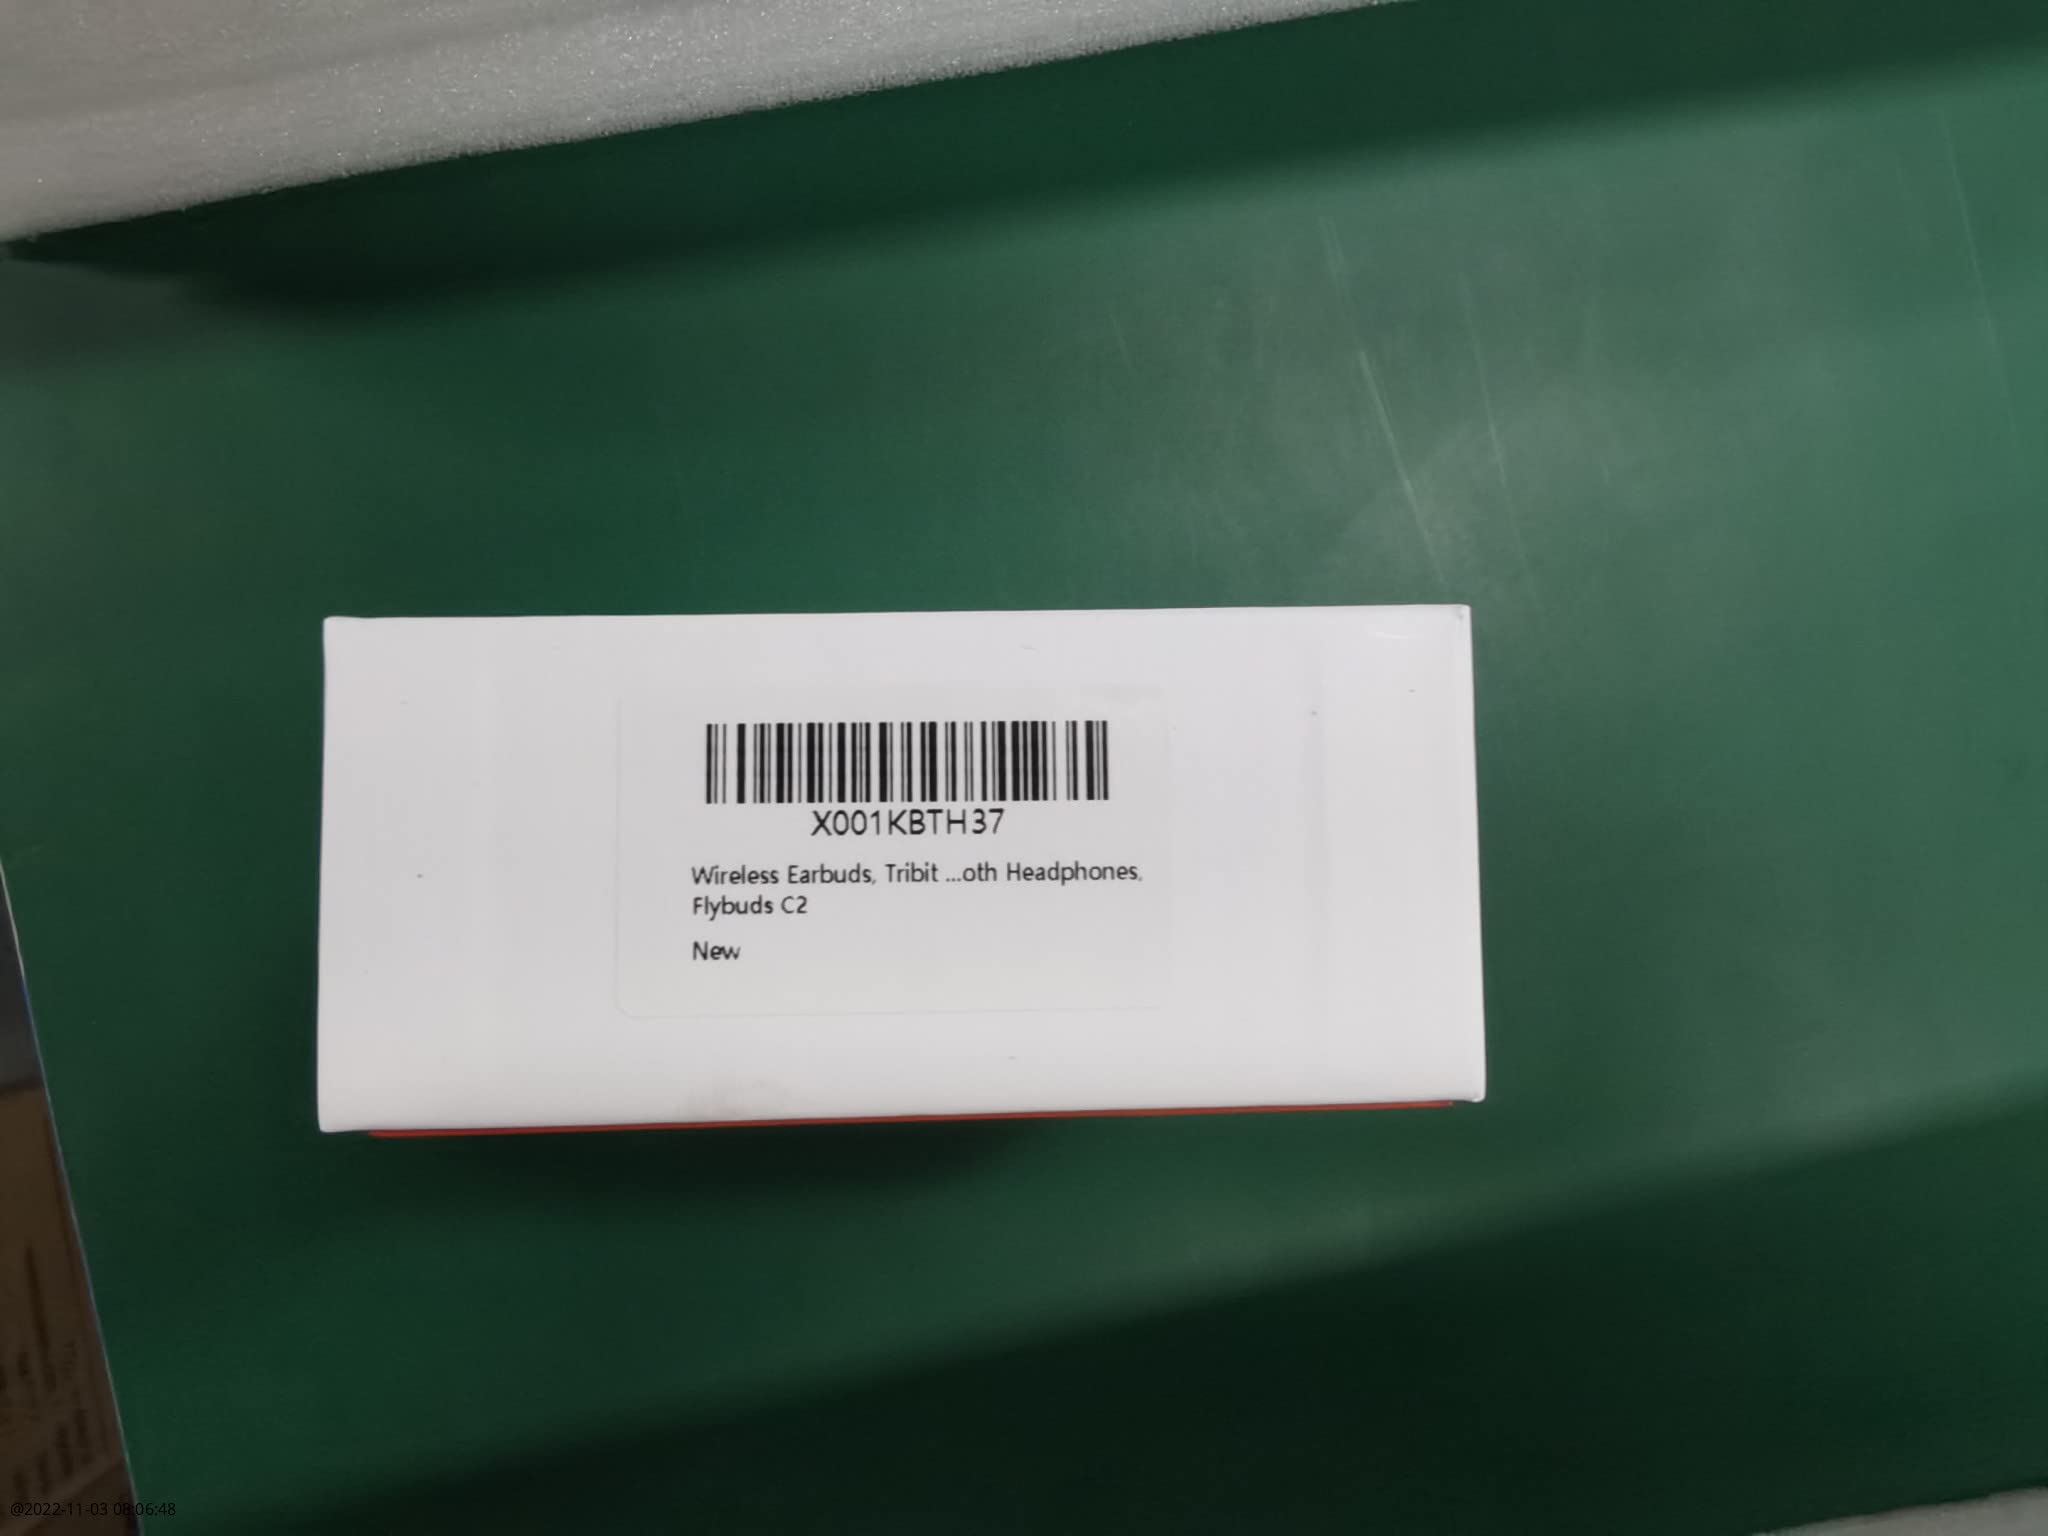 X001KBTH37
Wireless Earbuds, Tribit ...oth Headphones,
Flybuds C2
New
@2022-11-03 08:06:48